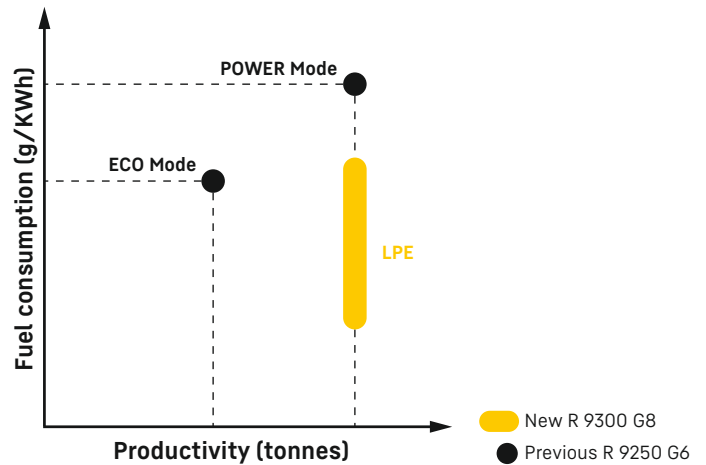 POWER Mode
ECO Mode
LPE
Fuel consumption (g/KWh)
Productivity (tonnes)
New R 9300 G8
Previous R 9250 G6